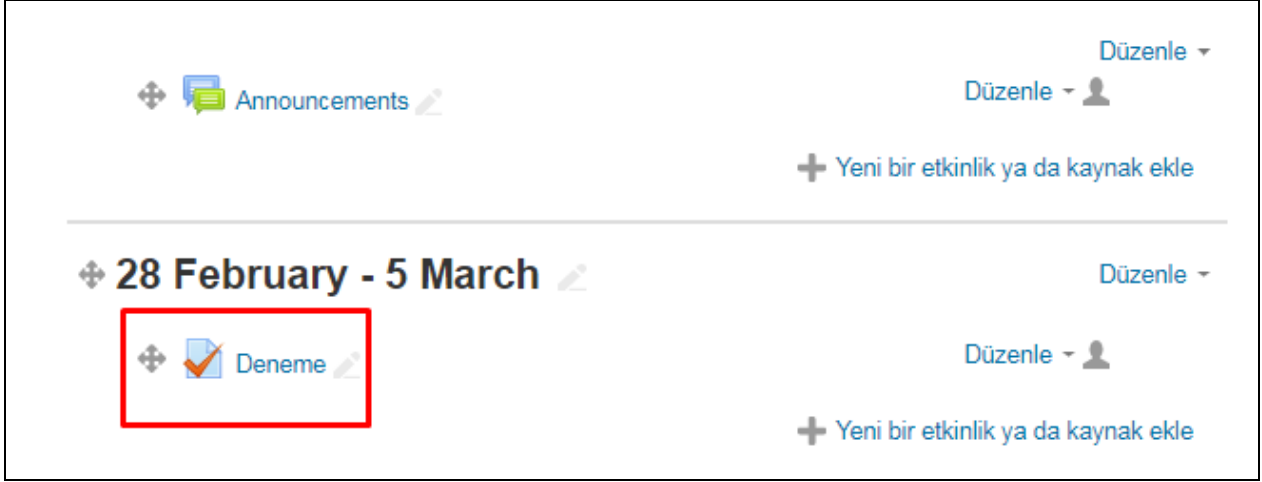 Düzenle
Announcements Düzenle
Yeni bir etkinlik ya da kaynak ekle
28 February - 5 March Düzenle
Deneme Düzenle
Yeni bir etkinlik ya da kaynak ekle